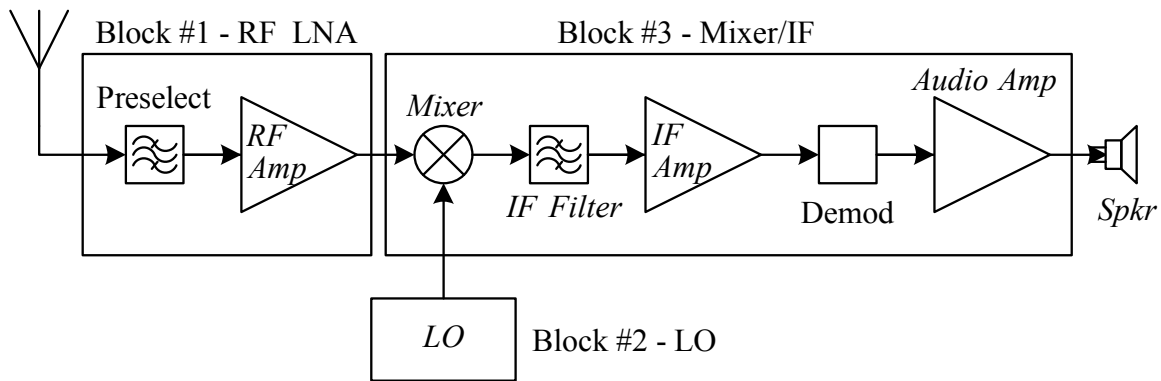 Block #1 - RF LNA
Block #3 - Mixer/IF
Preselect
RF
Amp
Mixer
IF Filter
IF
Amp
Demod
Audio Amp
Spkr
LO
Block #2 - LO